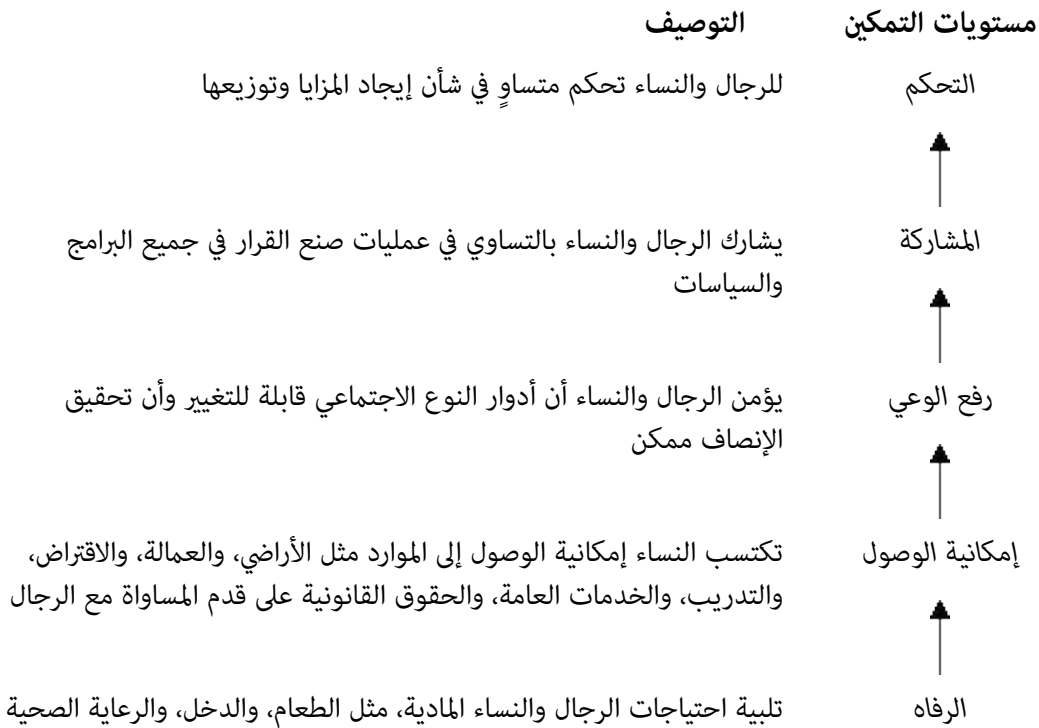 مستويات التمكين التوصيف
التحكم للرجال والنساء تحكم متساوٍ في شأن إيجاد المزايا وتوزيعها
المشاركة يشارك الرجال والنساء بالتساوي في عمليات صنع القرار في جميع البرامج
والسياسات
رفع الوعي يؤمن الرجال والنساء أن أدوار النوع الاجتماعي قابلة للتغيير وأن تحقيق
الإنصاف ممكن
إمكانية الوصول تكتسب النساء إمكانية الوصول إلى الموارد مثل الأراضي، والعمالة، والاقتراض،
والتدريب، والخدمات العامة، والحقوق القانونية على قدم المساواة مع الرجال
الرفاه تلبية احتياجات الرجال والنساء المادية، مثل الطعام، والدخل، والرعاية الصحية